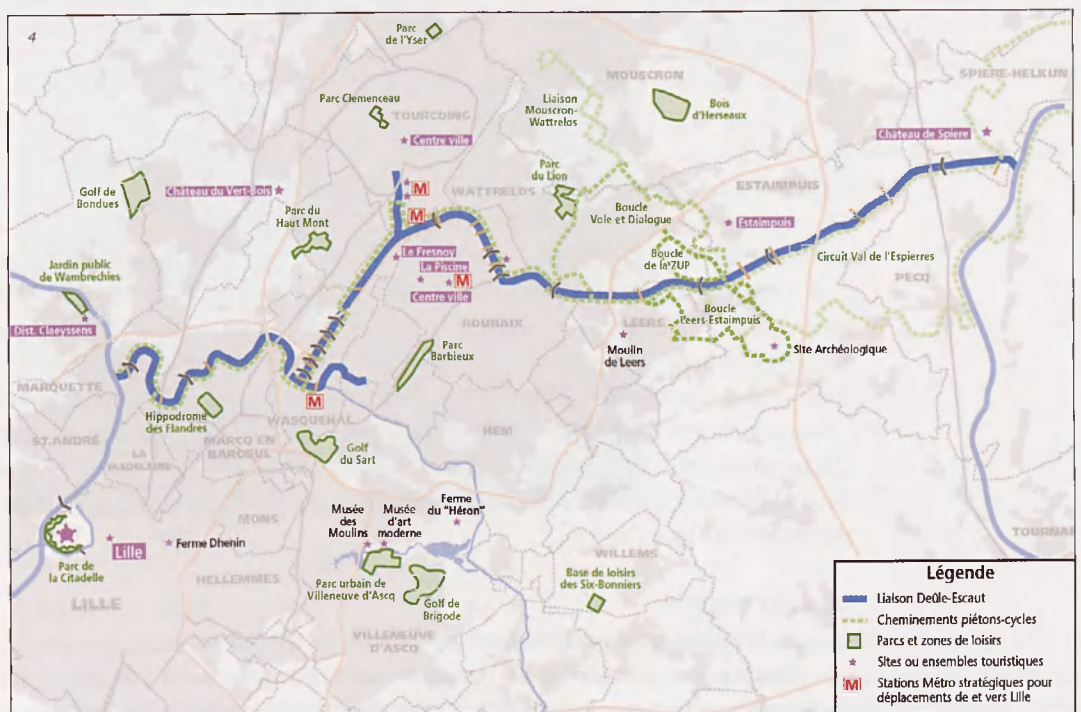 4
Parc
de l'Yser
Parc Clemenceau
TOURCOING
Centre ville
MOUSCRON
Liaison
Mouscron-
Wattrelos
Bois
d'Herseaux
SPIERE-HELKIJN
Château de Spiere
Golf de
Bondues
Château du Vert-Bois
Parc du
Haut Mont
M
M
WATTRELOS
Parc
du Lion
Boucle
Voie et Dialogue
ESTAIMPUIS
Estaimpuis
Jardin public
de Wambrechies
Dist. Claeyssens
Le Fresnoy
La Piscine
M
Centre ville
Boucle
de la ZUP
Circuit Val de l'Espierres
PECQ
ROUBAIX
LEERS
Boucle
Leers-Estaimpuis
Moulin
de Leers
Site Archéologique
Parc
Barbieux
MARQUETTE
Hippodrome
des Flandres
M
WASQUEHAL
ST.ANDRÉ
LA
MADELEINE
MARCQ EN
BAROEUL
Golf
du Sart
HEM
Parc de
la Citadelle
Lille
Ferme Dhenin
MONS
HELLEMMES
LILLE
Musée
des
Moulins
Musée
d'art
moderne
Ferme
du "Héron"
Parc urbain de
Villeneuve d'Ascq
Golf de
Brigode
VILLENEUVE
D'ASCQ
WILLEMS
Base de loisirs
des Six-Bonniers
TOURNAI
Légende
Liaison Deûle-Escaut
Cheminements piétons-cycles
Parcs et zones de loisirs
Sites ou ensembles touristiques
M Stations Métro stratégiques pour
déplacements de et vers Lille